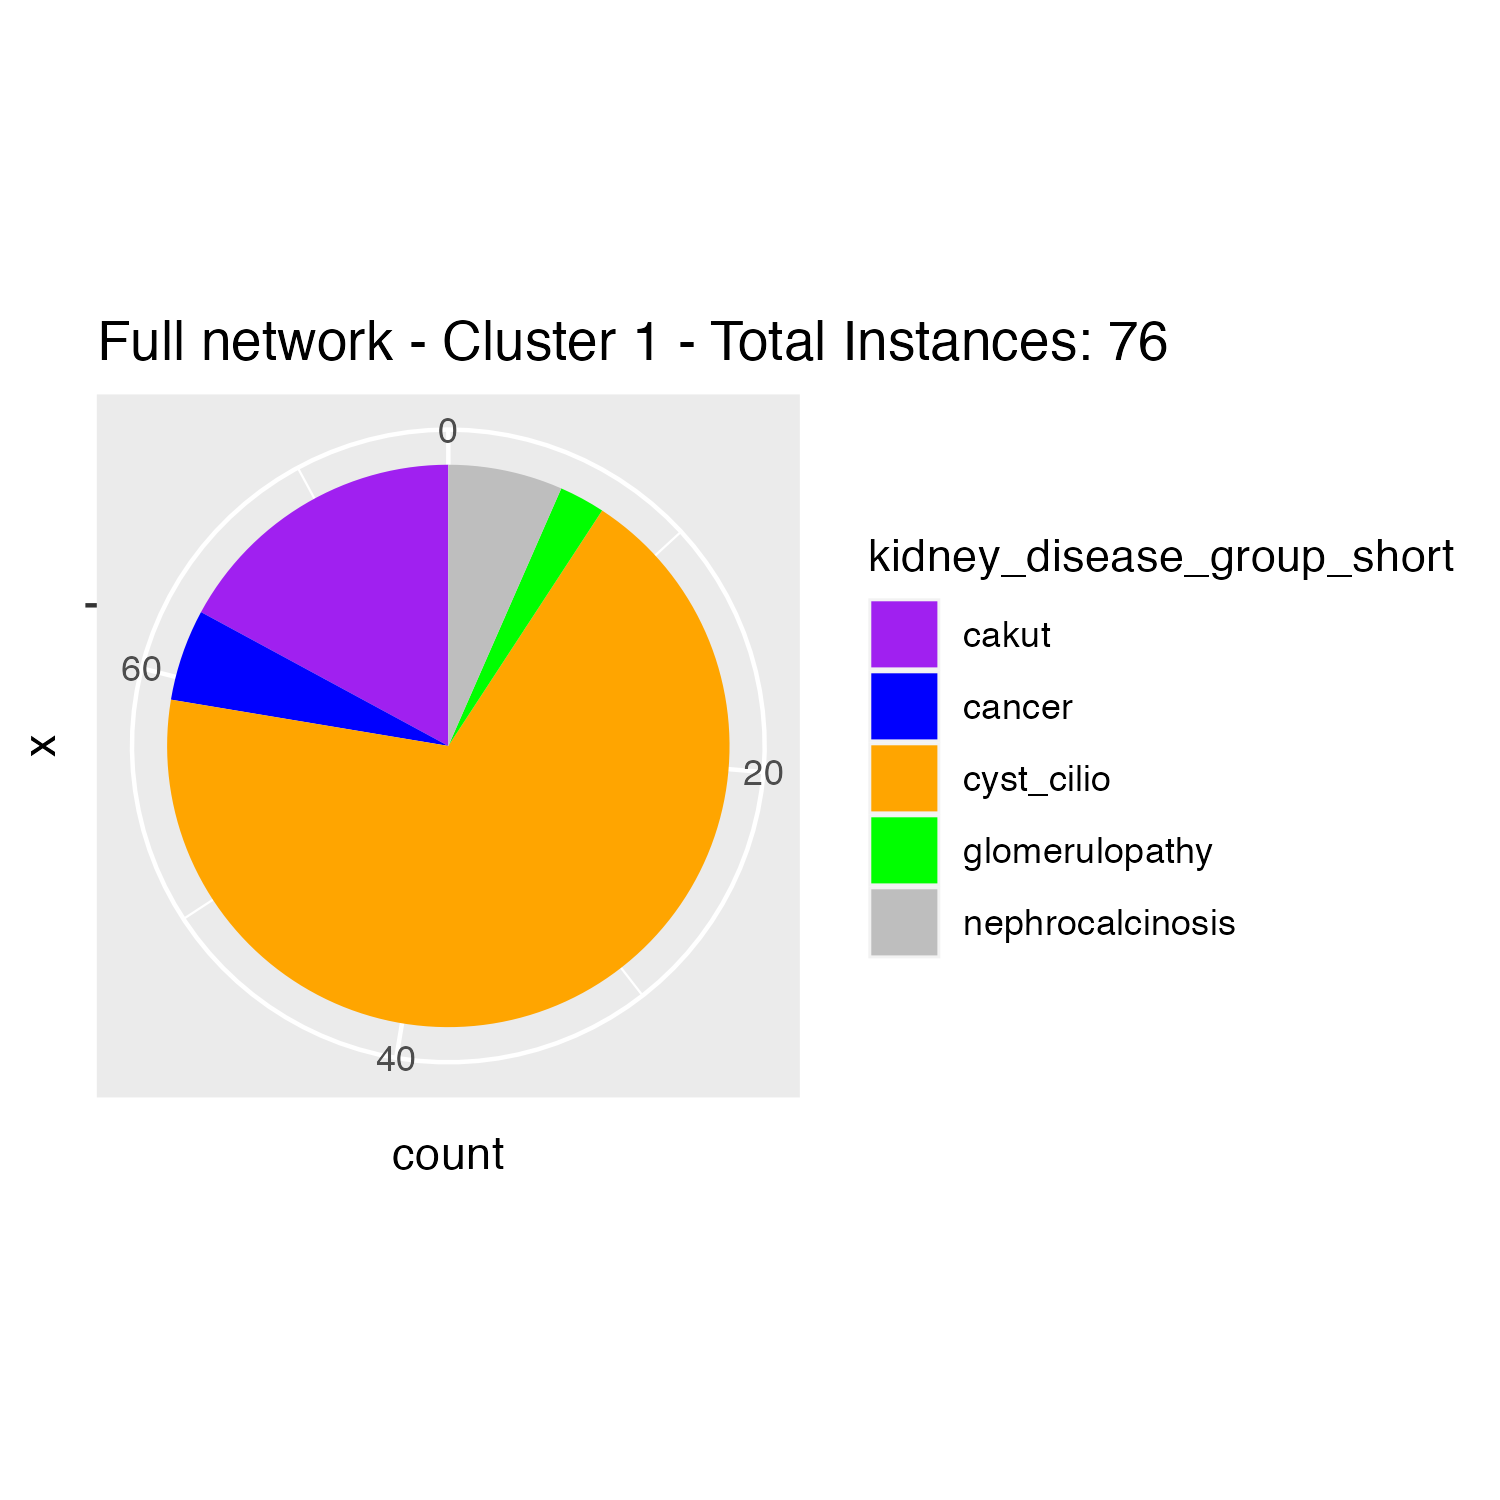 Full network - Cluster 1 - Total Instances: 76
0
20
40
60
x
count
kidney_disease_group_short
cakut
cancer
cyst_cilio
glomerulopathy
nephrocalcinosis